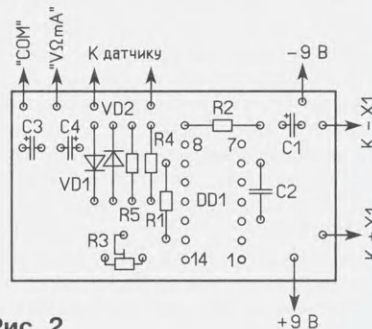 "COM"
"VΩmA"
К датчику
−9 В
C3
C4
VD2
R2
R4
8
7
C1
К − X1
VD1
R5
R1
DD1
C2
R3
14
1
К + X1
+9 В
Рис. 2